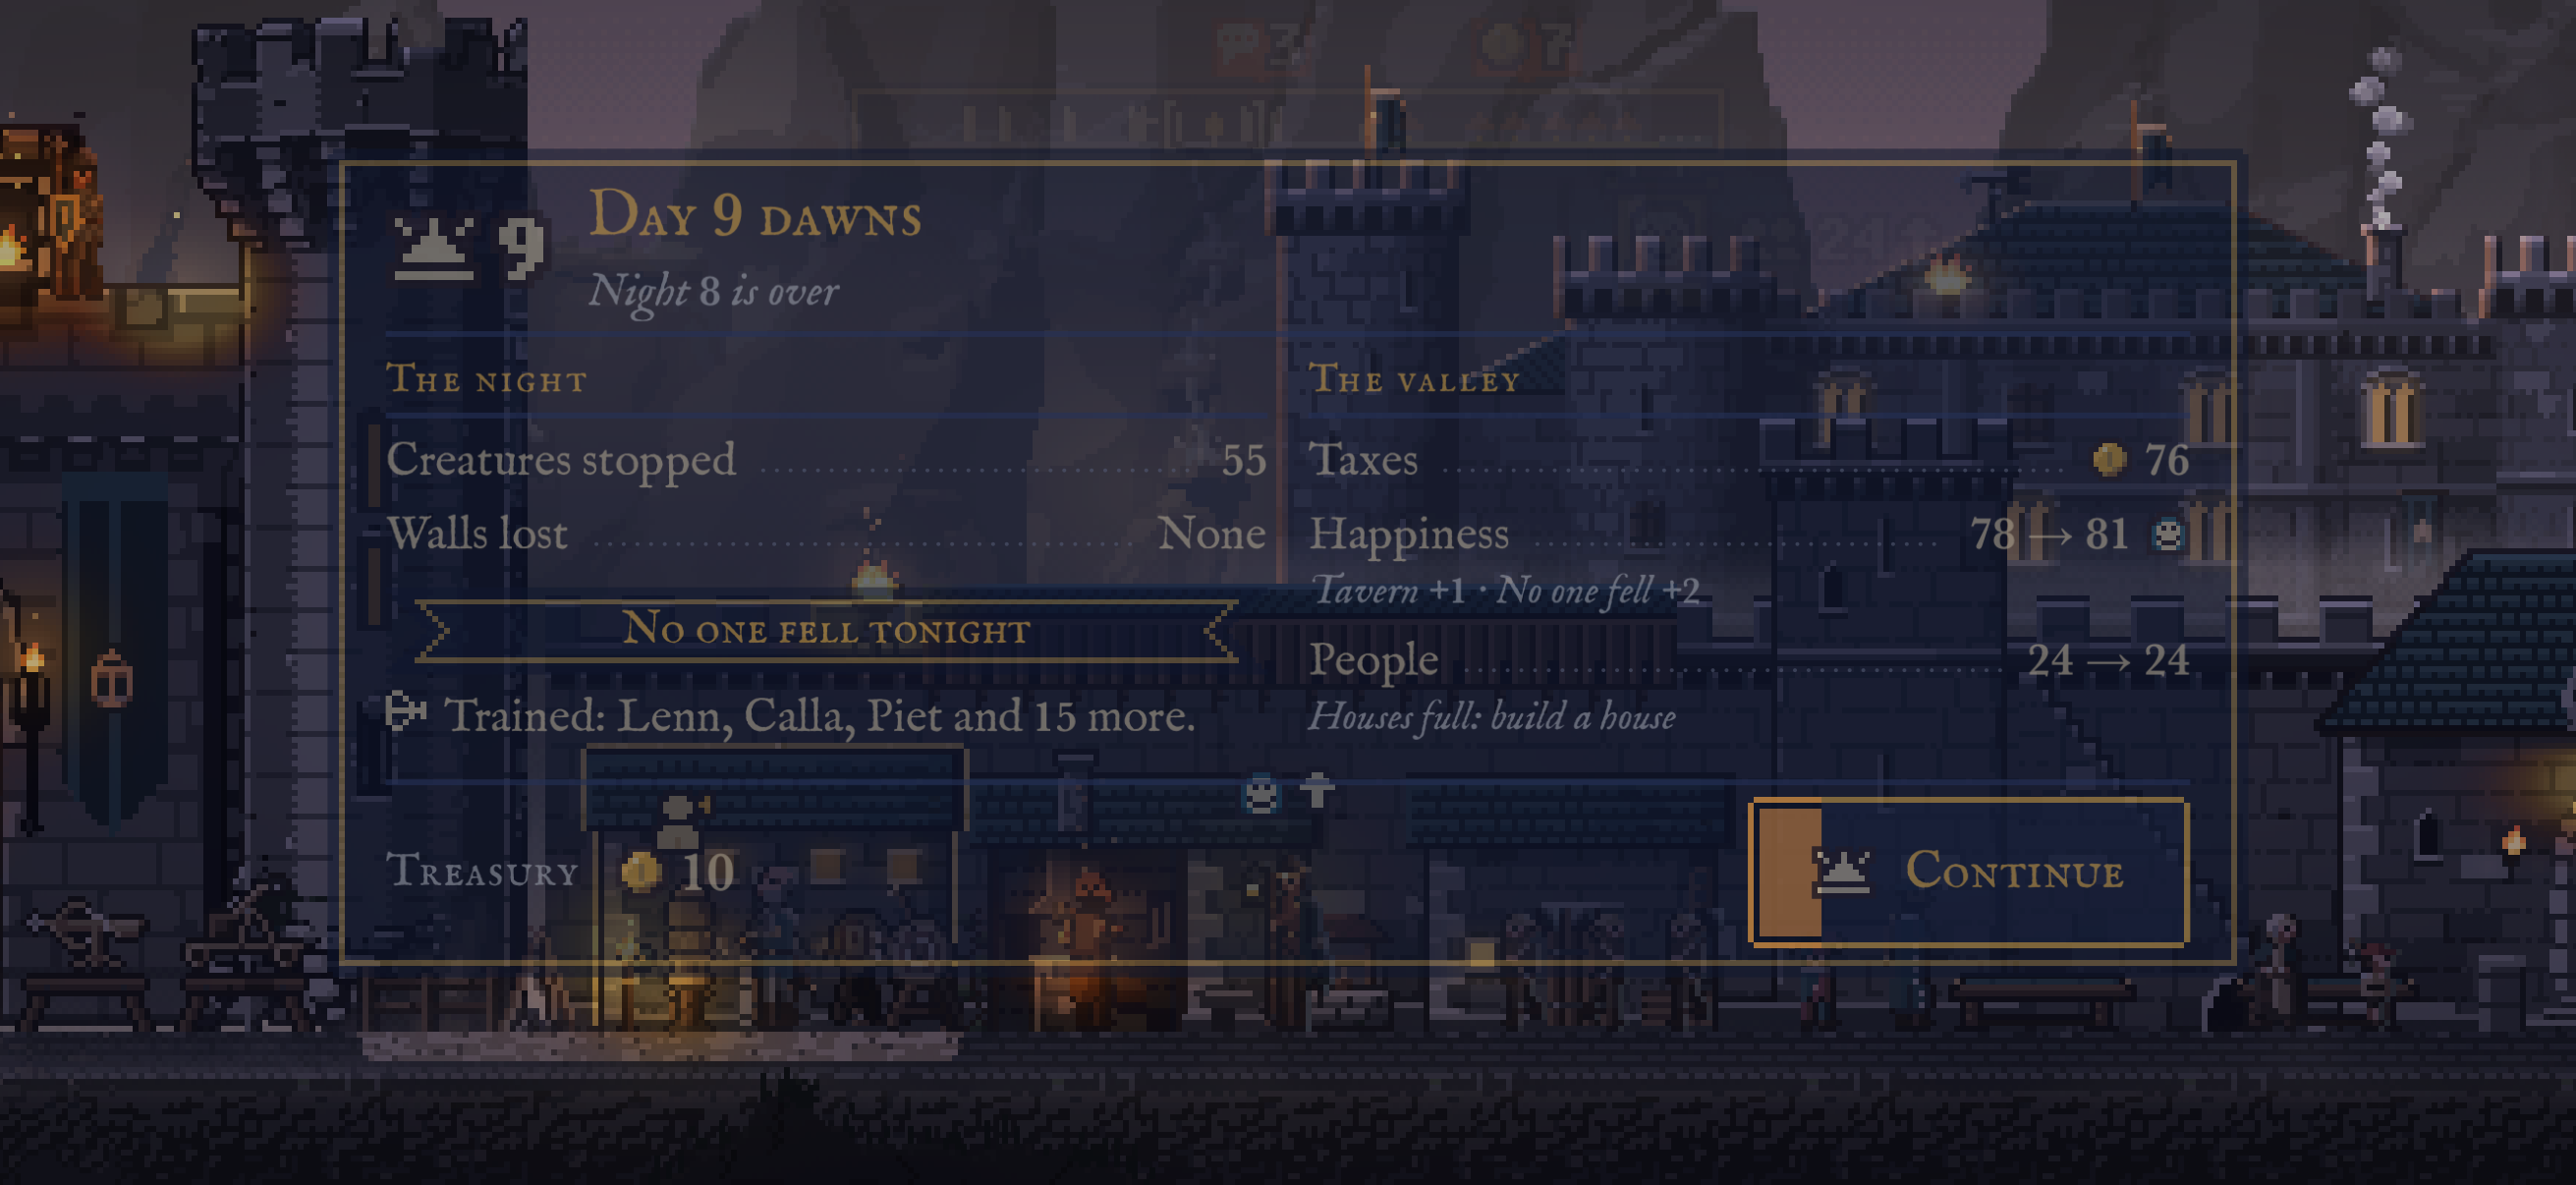 3 7
9
Day 9 dawns
Night 8 is over
The night
Creatures stopped 55
Walls lost None
No one fell tonight
Trained: Lenn, Calla, Piet and 15 more.
The valley
Taxes 76
Happiness 78 → 81
Tavern +1 · No one fell +2
People 24 → 24
Houses full: build a house
Treasury 10
Continue